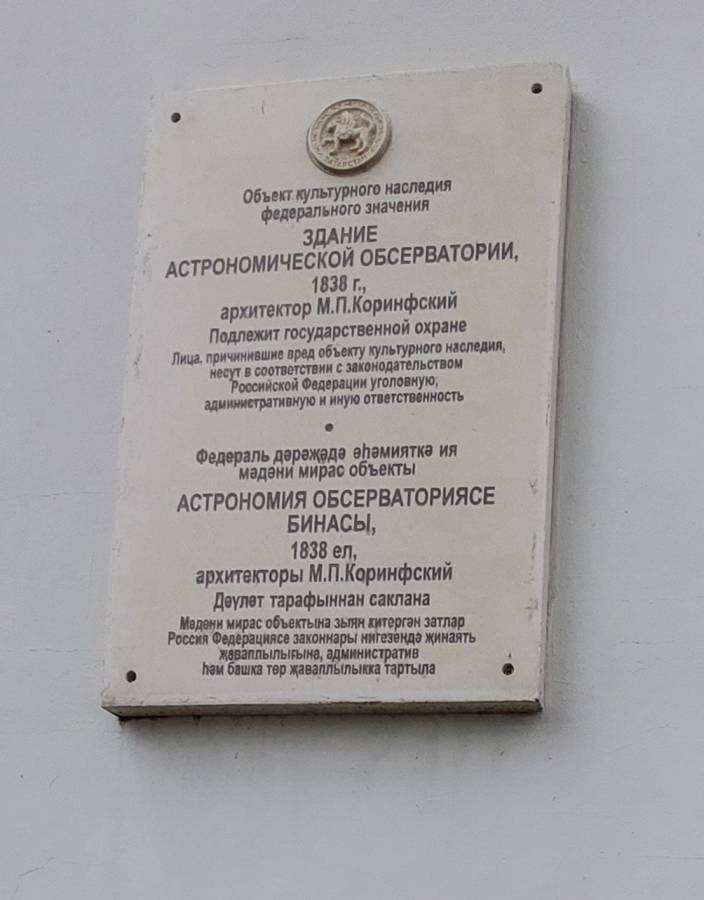 ТАТАРСТАН
Объект культурного наследия
федерального значения
ЗДАНИЕ
АСТРОНОМИЧЕСКОЙ ОБСЕРВАТОРИИ,
1838 г.,
архитектор М.П.Коринфский
Подлежит государственной охране
Лица, причинившие вред объекту культурного наследия,
несут в соответствии с законодательством
Российской Федерации уголовную,
административную и иную ответственность
Федераль дәрәҗәдә әһәмияткә ия
мәдәни мирас объекты
АСТРОНОМИЯ ОБСЕРВАТОРИЯСЕ
БИНАСЫ,
1838 ел,
архитекторы М.П.Коринфский
Дәүләт тарафыннан саклана
Мәдәни мирас объектына зыян китергән затлар
Россия Федерациясе законнары нигезендә җинаять
җаваплылыгына, административ
һәм башка төр җаваплылыкка тартыла